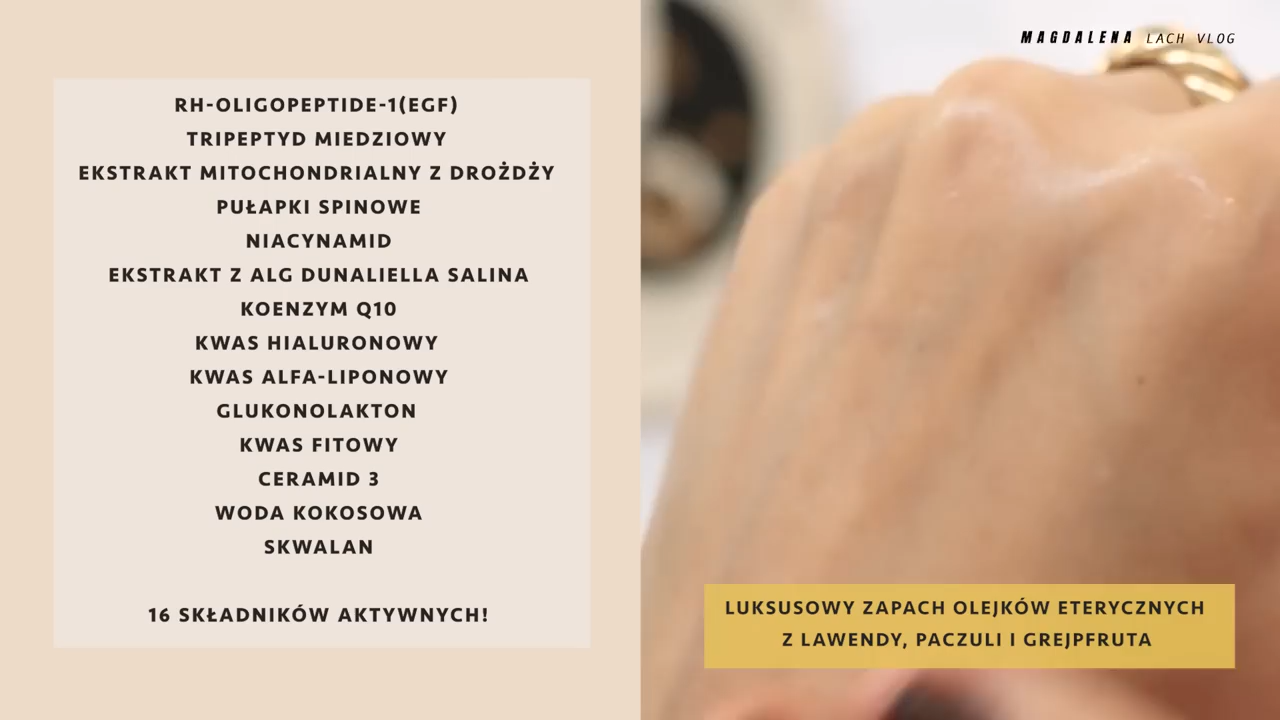 RH-OLIGOPEPTIDE-1(EGF)
TRIPEPTYD MIEDZIOWY
EKSTRAKT MITOCHONDRIALNY Z DROŻDŻY
PUŁAPKI SPINOWE
NIACYNAMID
EKSTRAKT Z ALG DUNALIELLA SALINA
KOENZYM Q10
KWAS HIALURONOWY
KWAS ALFA-LIPONOWY
GLUKONOLAKTON
KWAS FITOWY
CERAMID 3
WODA KOKOSOWA
SKWALAN
16 SKŁADNIKÓW AKTYWNYCH!
MAGDALENA LACH VLOG
LUKSUSOWY ZAPACH OLEJKÓW ETERYCZNYCH
Z LAWENDY, PACZULI I GREJPFRUTA